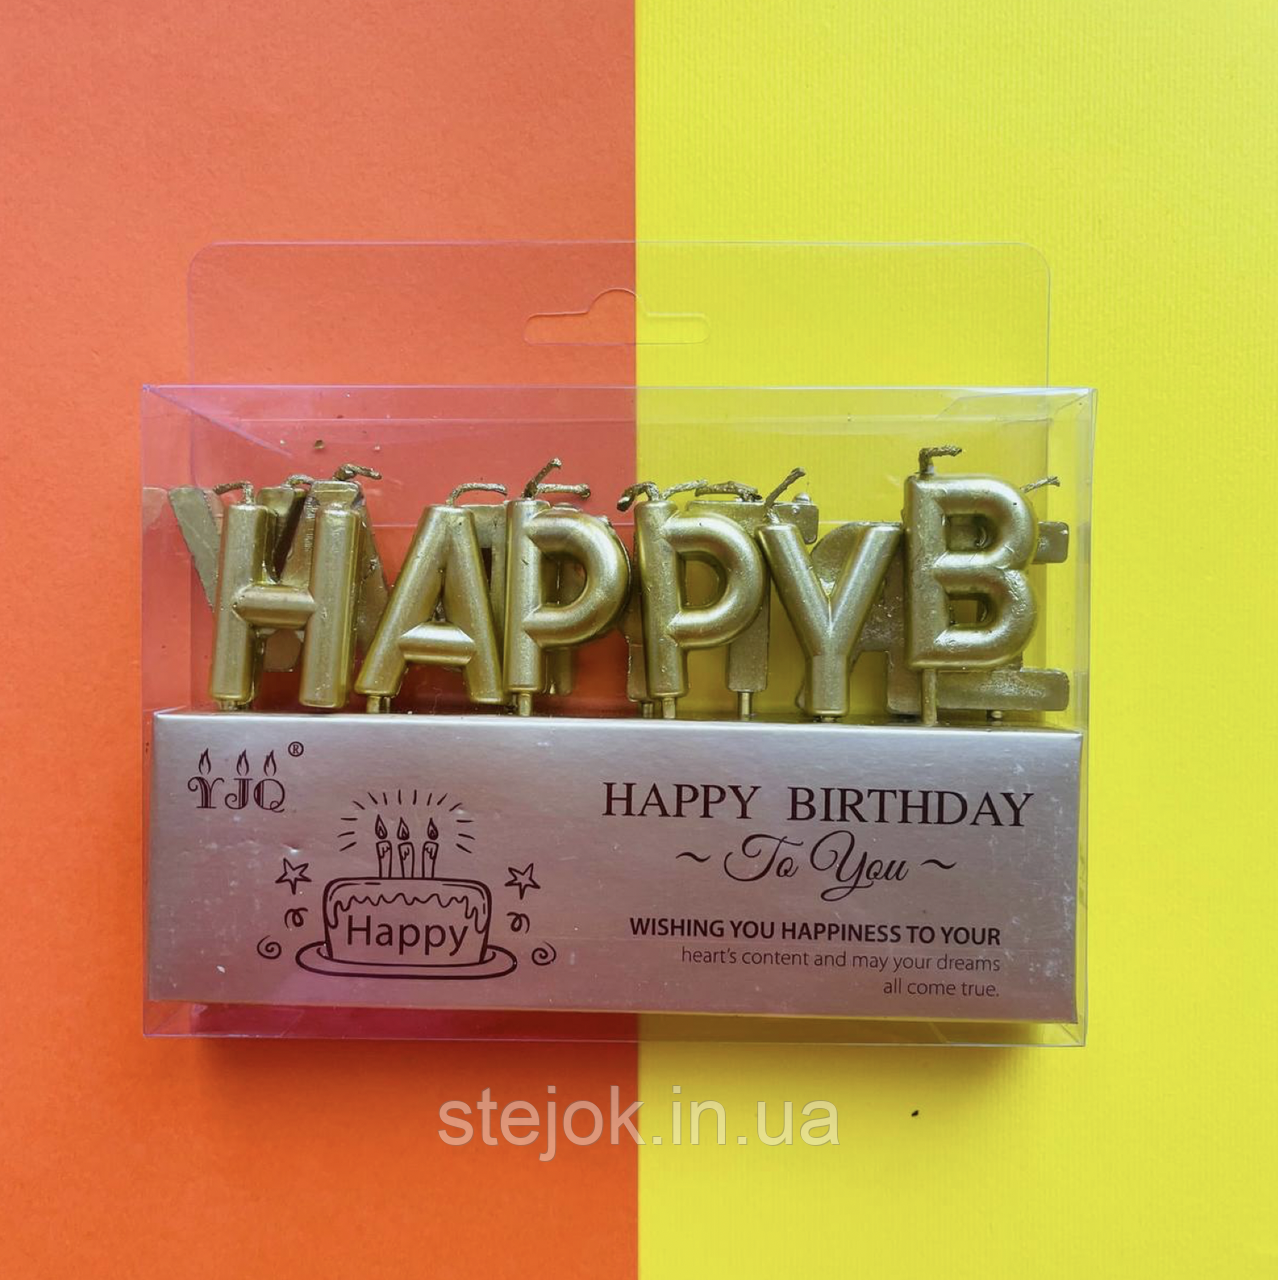 HAPPYB
YJQ®
Happy
HAPPY BIRTHDAY
~ To You ~
WISHING YOU HAPPINESS TO YOUR
heart's content and may your dreams
all come true.
stejok.in.ua